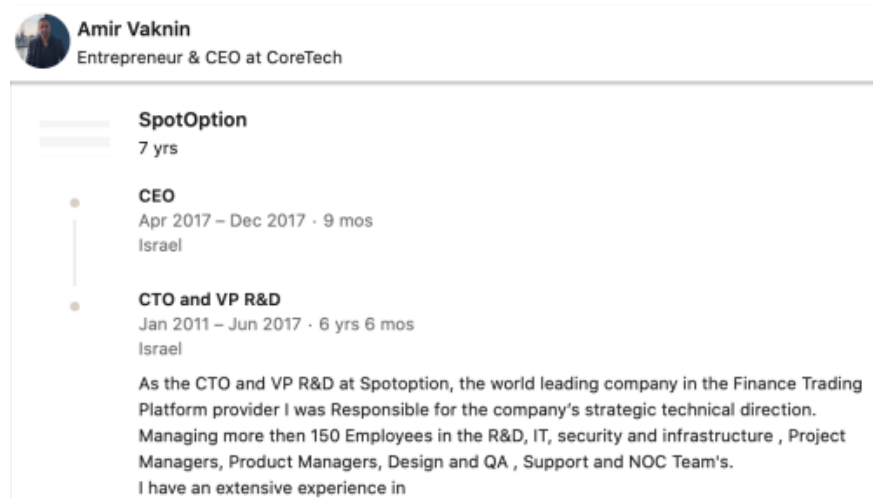 Amir Vaknin
Entrepreneur & CEO at CoreTech
SpotOption
7 yrs
CEO
Apr 2017 – Dec 2017 · 9 mos
Israel
CTO and VP R&D
Jan 2011 – Jun 2017 · 6 yrs 6 mos
Israel
As the CTO and VP R&D at Spotoption, the world leading company in the Finance Trading
Platform provider I was Responsible for the company's strategic technical direction.
Managing more then 150 Employees in the R&D, IT, security and infrastructure , Project
Managers, Product Managers, Design and QA , Support and NOC Team's.
I have an extensive experience in